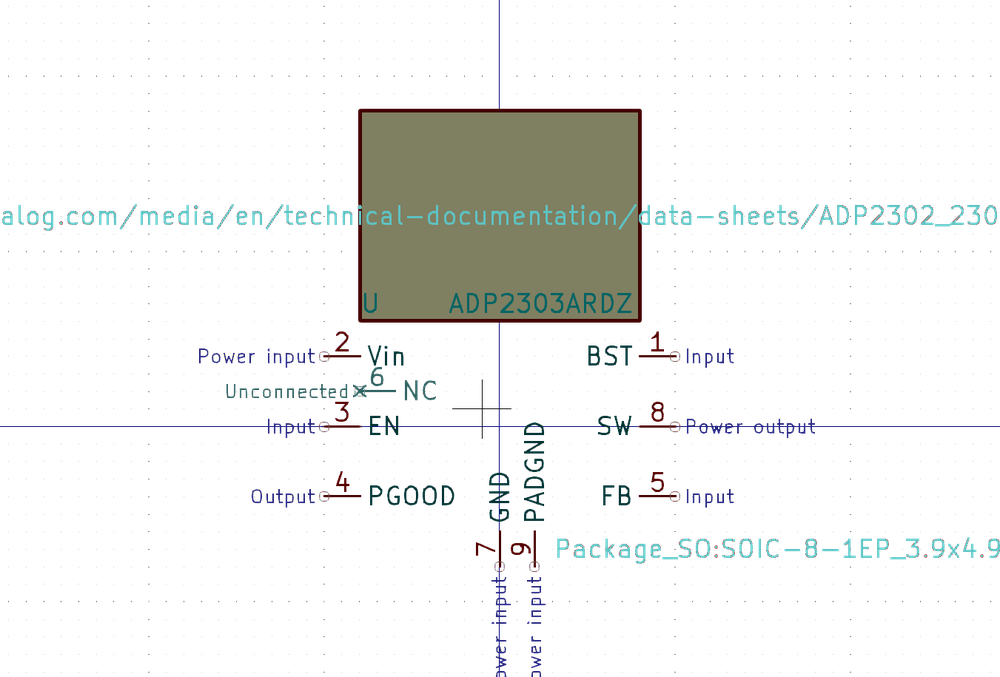 alog.com/media/en/technical-documentation/data-sheets/ADP2302_230
U ADP2303ARDZ
Power input 2 Vin BST 1 Input
Unconnected 6 NC
Input 3 EN SW 8 Power output
Output 4 PGOOD FB 5 Input
GND 7 ower input
PADGND 9 ower input
Package_SO:SOIC-8-1EP_3.9x4.9